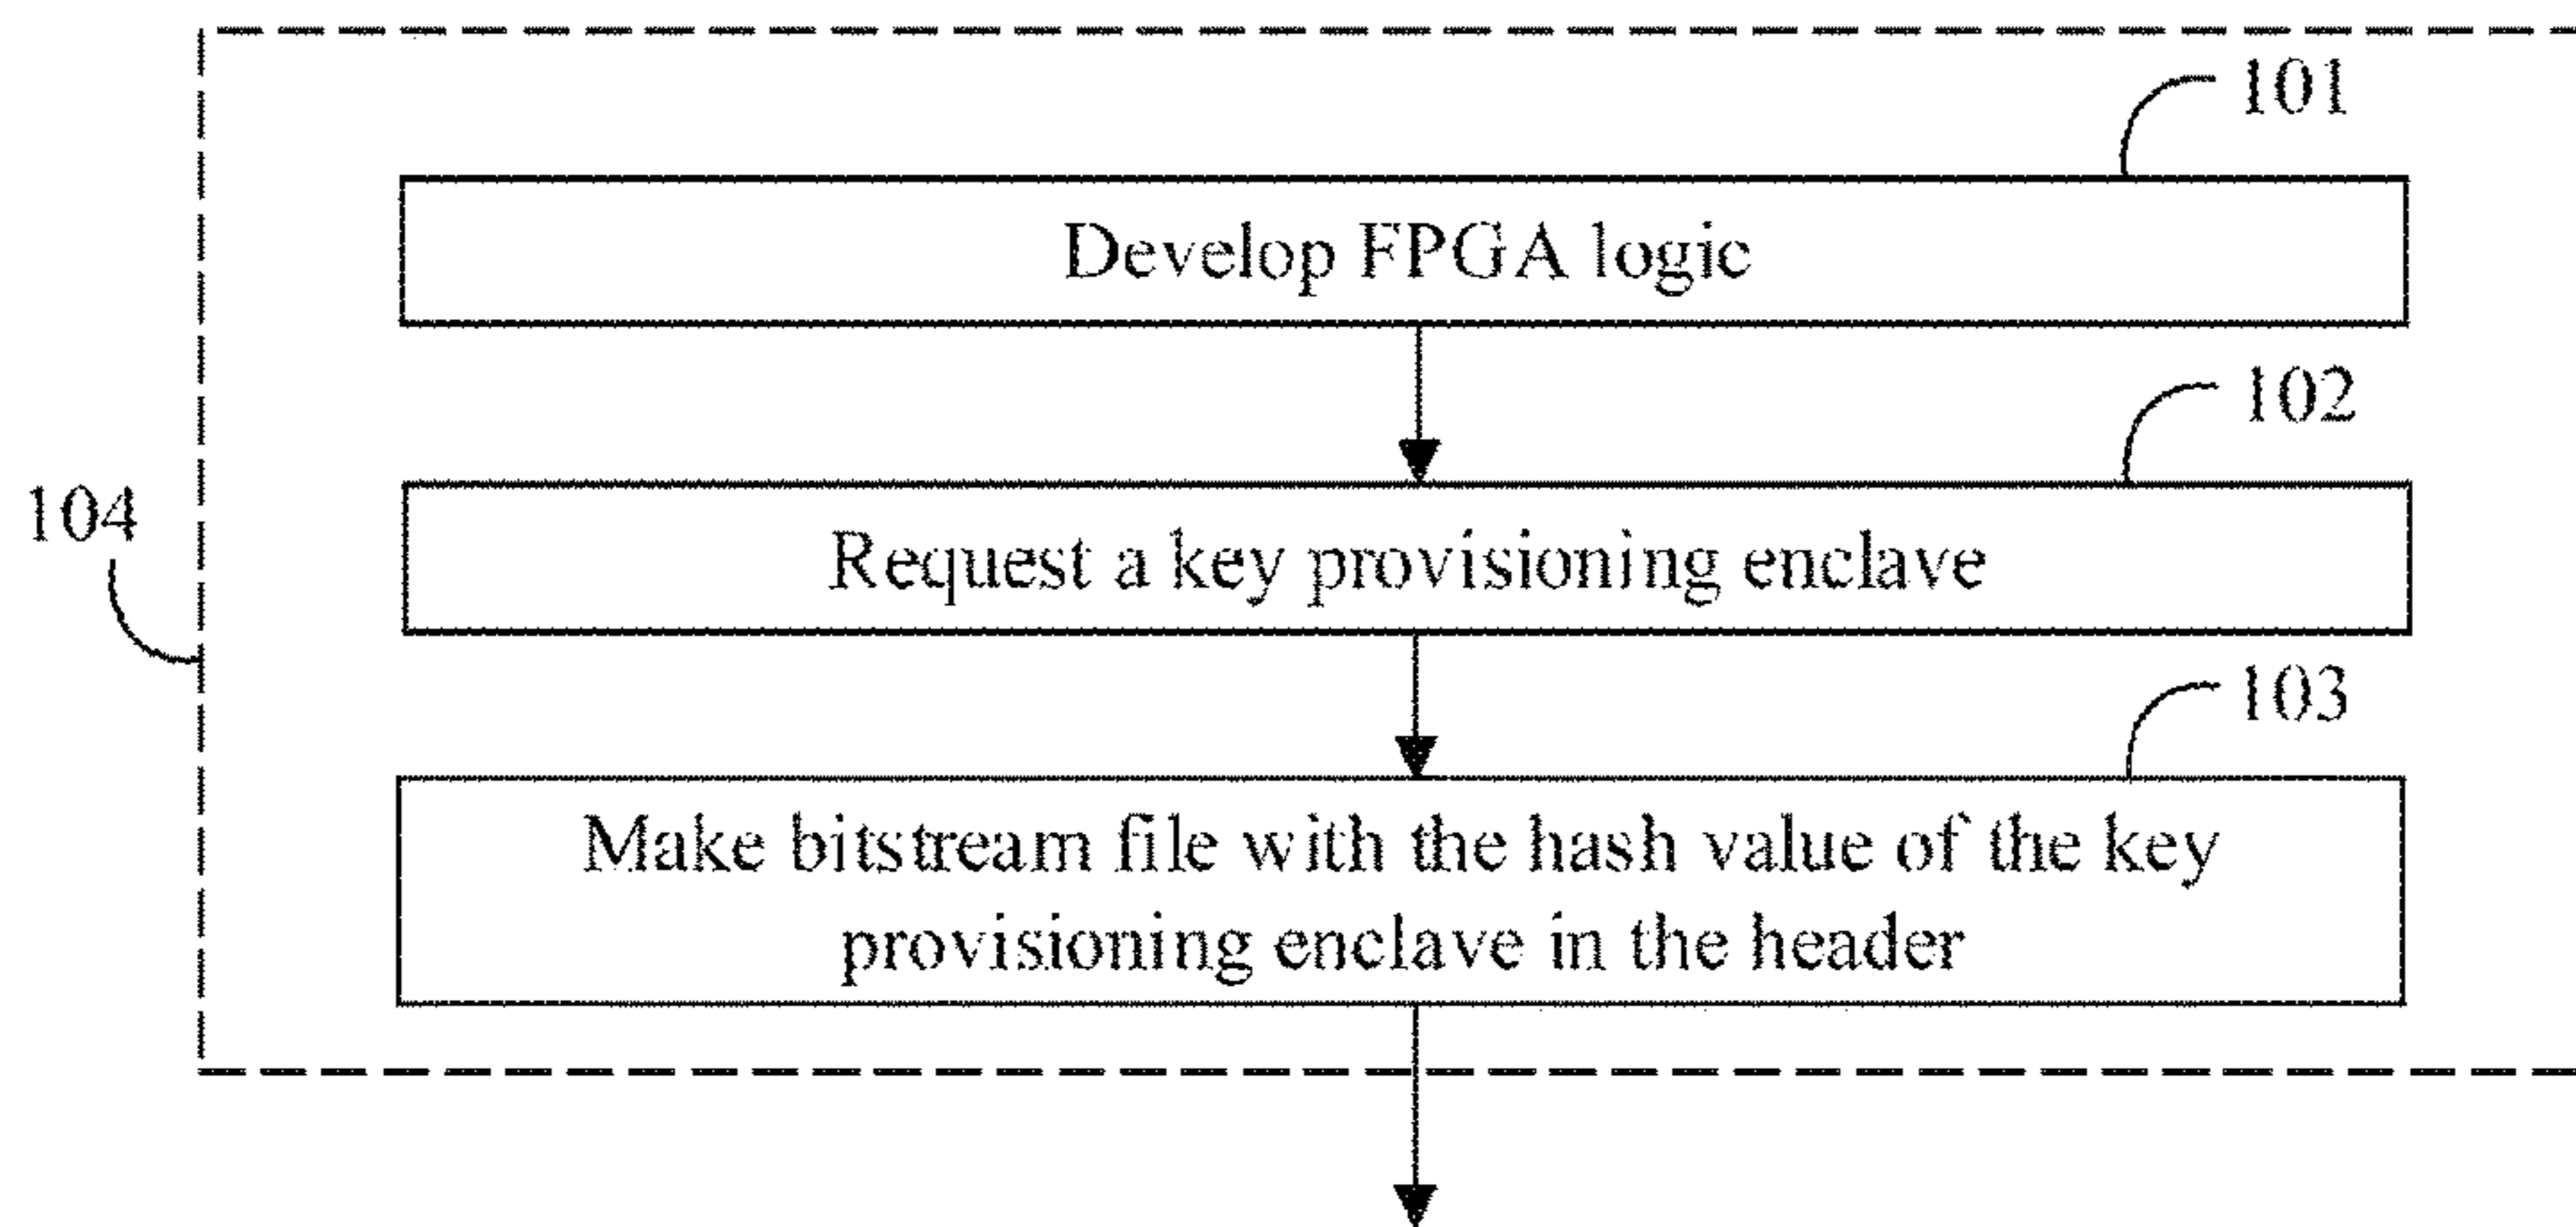 101
Develop FPGA logic
102
Request a key provisioning enclave
104
103
Make bitstream file with the hash value of the key
provisioning enclave in the header